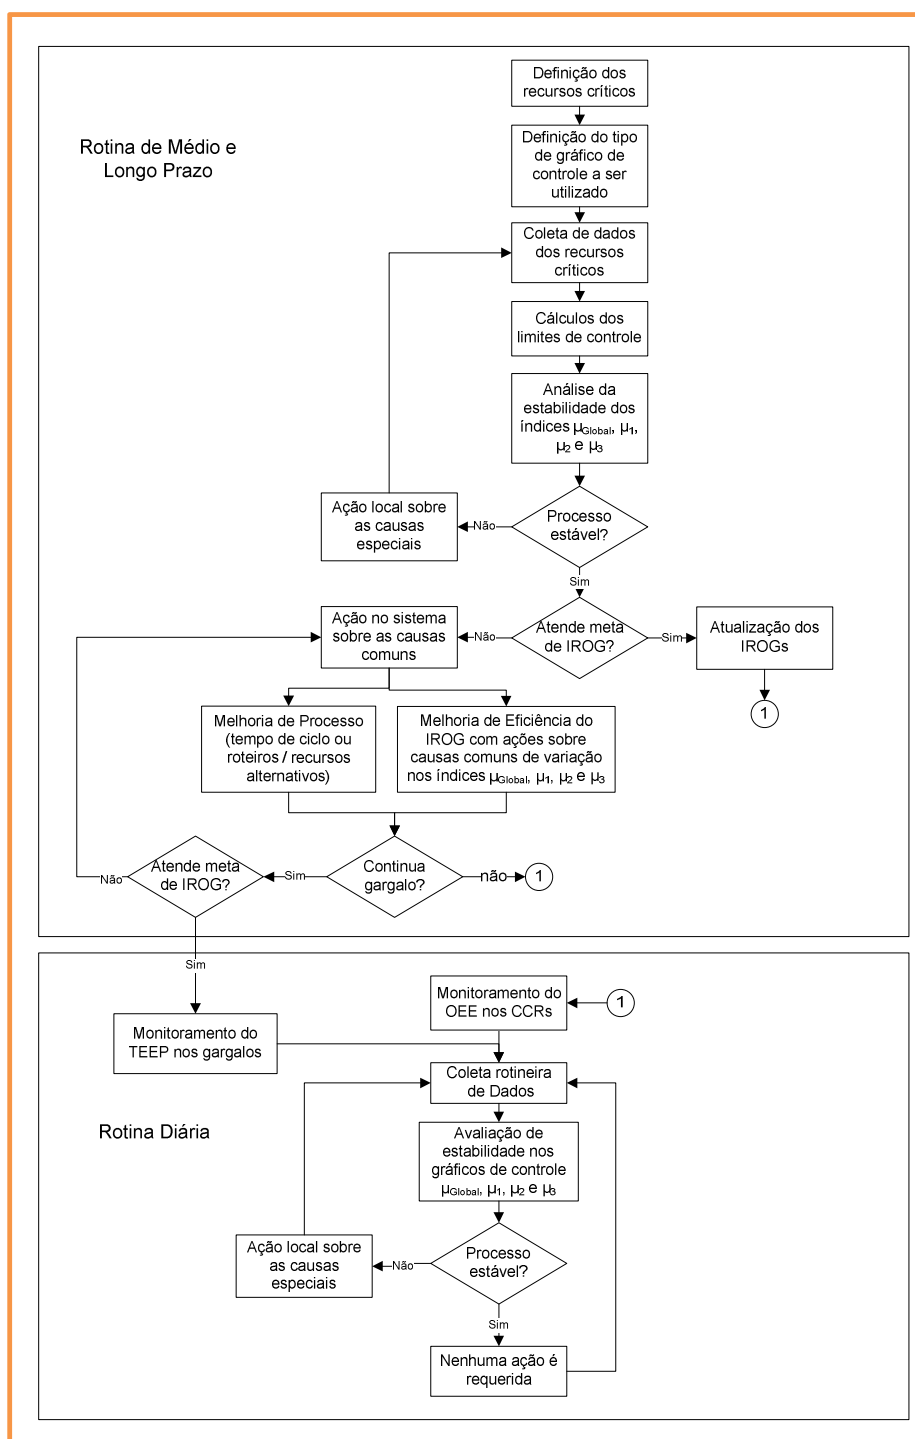 Definição dos
recursos críticos
Rotina de Médio e
Longo Prazo
Definição do tipo
de gráfico de
controle a ser
utilizado
Coleta de dados
dos recursos
críticos
Cálculos dos
limites de controle
Análise da
estabilidade dos
índices µGlobal, µ1,
µ2 e µ3
Processo
estável?
Não
Ação local sobre
as causas
especiais
Sim
Atende meta
de IROG?
Não
Ação no sistema
sobre as causas
comuns
Sim
Atualização dos
IROGs
1
Melhoria de Processo
(tempo de ciclo ou
roteiros / recursos
alternativos)
Melhoria de Eficiência do
IROG com ações sobre
causas comuns de variação
nos índices µGlobal, µ1, µ2 e µ3
Continua
gargalo?
não
1
Sim
Atende meta
de IROG?
Não
Sim
Monitoramento do
TEEP nos gargalos
Monitoramento do
OEE nos CCRs
1
Coleta rotineira
de Dados
Rotina Diária
Avaliação de
estabilidade nos
gráficos de controle
µGlobal, µ1, µ2 e µ3
Processo
estável?
Não
Ação local sobre
as causas
especiais
Sim
Nenhuma ação é
requerida